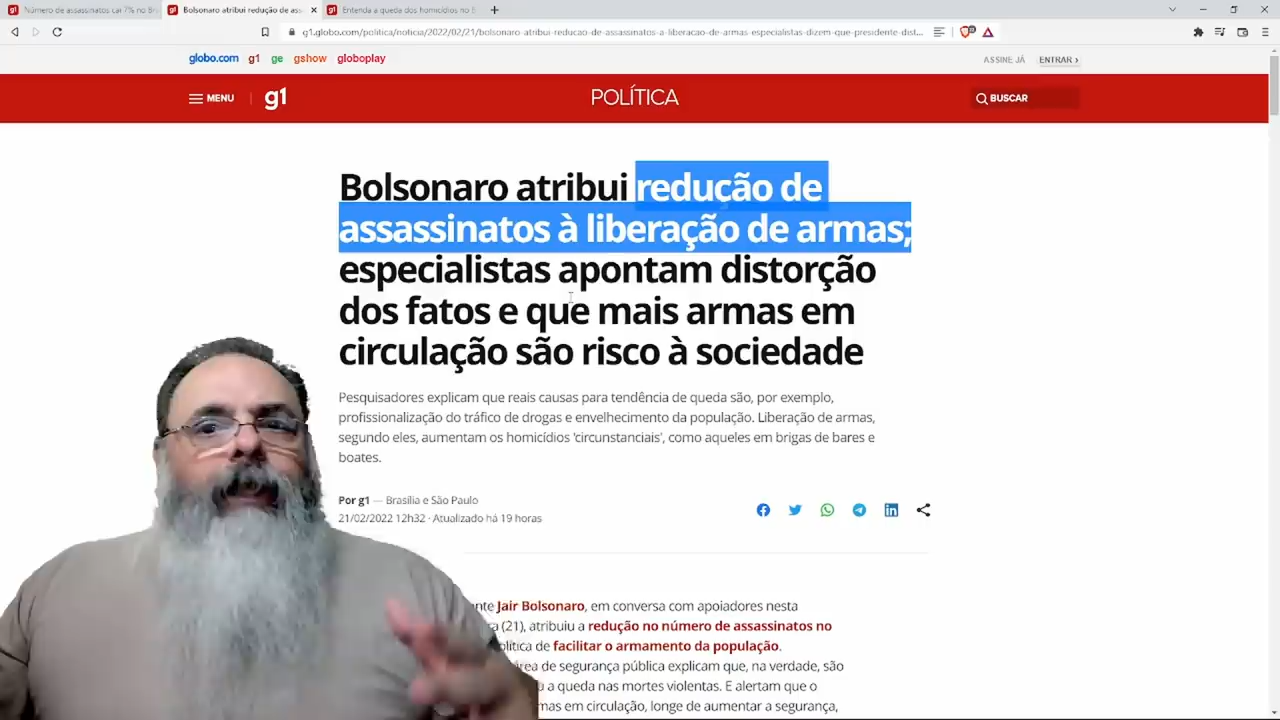 Número de assassinatos cai 7% no Br
Bolsonaro atribui redução de ass
Entenda a queda dos homicídios no B
g1.globo.com/politica/noticia/2022/02/21/bolsonaro-atribui-reducao-de-assassinatos-a-liberacao-de-armas-especialistas-dizem-que-presidente-dist...
globo.com g1 ge gshow globoplay
ASSINE JÁ ENTRAR ›
MENU g1 POLÍTICA BUSCAR
Bolsonaro atribui redução de
assassinatos à liberação de armas;
especialistas apontam distorção
dos fatos e que mais armas em
circulação são risco à sociedade
Pesquisadores explicam que reais causas para tendência de queda são, por exemplo,
profissionalização do tráfico de drogas e envelhecimento da população. Liberação de armas,
segundo eles, aumentam os homicídios 'circunstanciais', como aqueles em brigas de bares e
boates.
Por g1 — Brasília e São Paulo
21/02/2022 12h32 · Atualizado há 19 horas
nte Jair Bolsonaro, em conversa com apoiadores nesta
(21), atribuiu a redução no número de assassinatos no
olítica de facilitar o armamento da população.
área de segurança pública explicam que, na verdade, são
a queda nas mortes violentas. E alertam que o
mas em circulação, longe de aumentar a segurança,